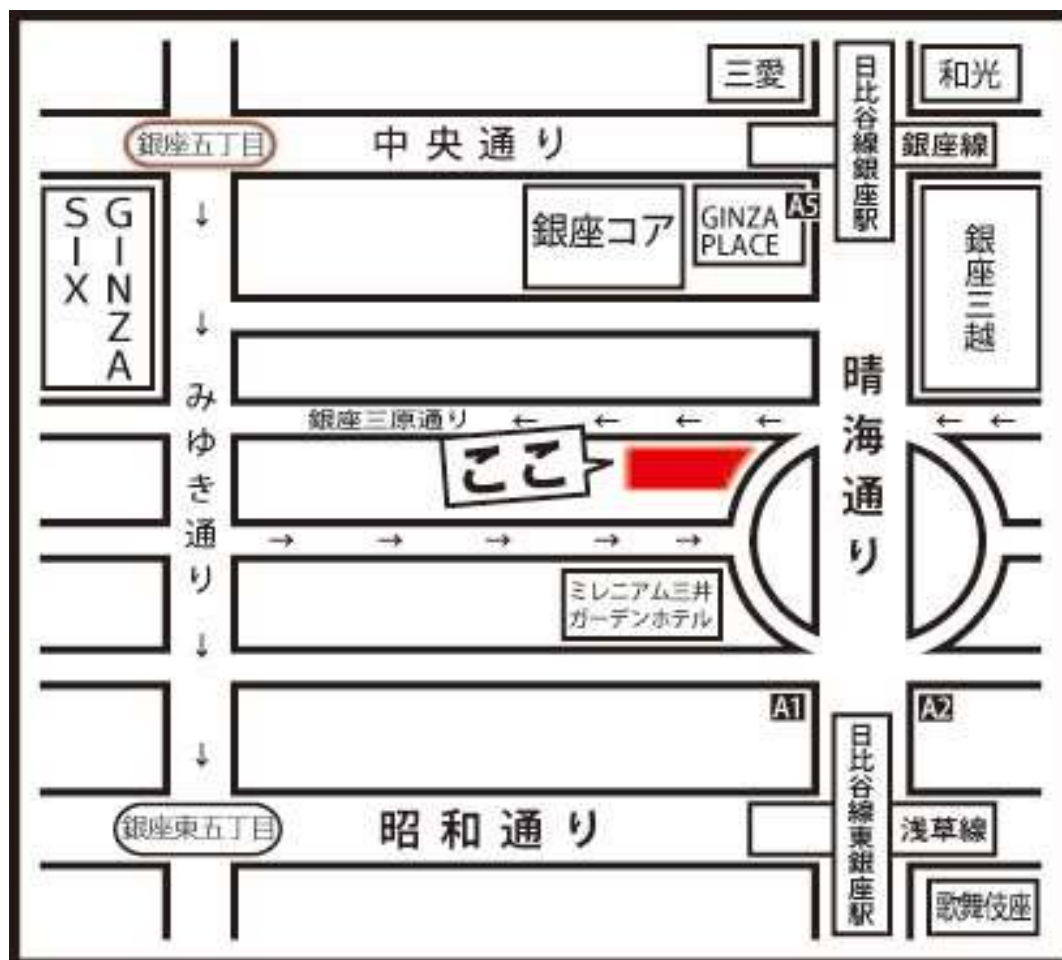 三愛
日比谷線銀座駅
和光
銀座五丁目
中央通り
銀座線
GINZA
SIX
↓
銀座コア
GINZA
PLACE
A5
銀座三越
↓
晴海通り
みゆき通り
銀座三原通り
← ← ← ←
← ←
ここ
→ → → → →
ミレニアム三井
ガーデンホテル
↓
A1
A2
↓
日比谷線東銀座駅
銀座東五丁目
昭和通り
浅草線
歌舞伎座